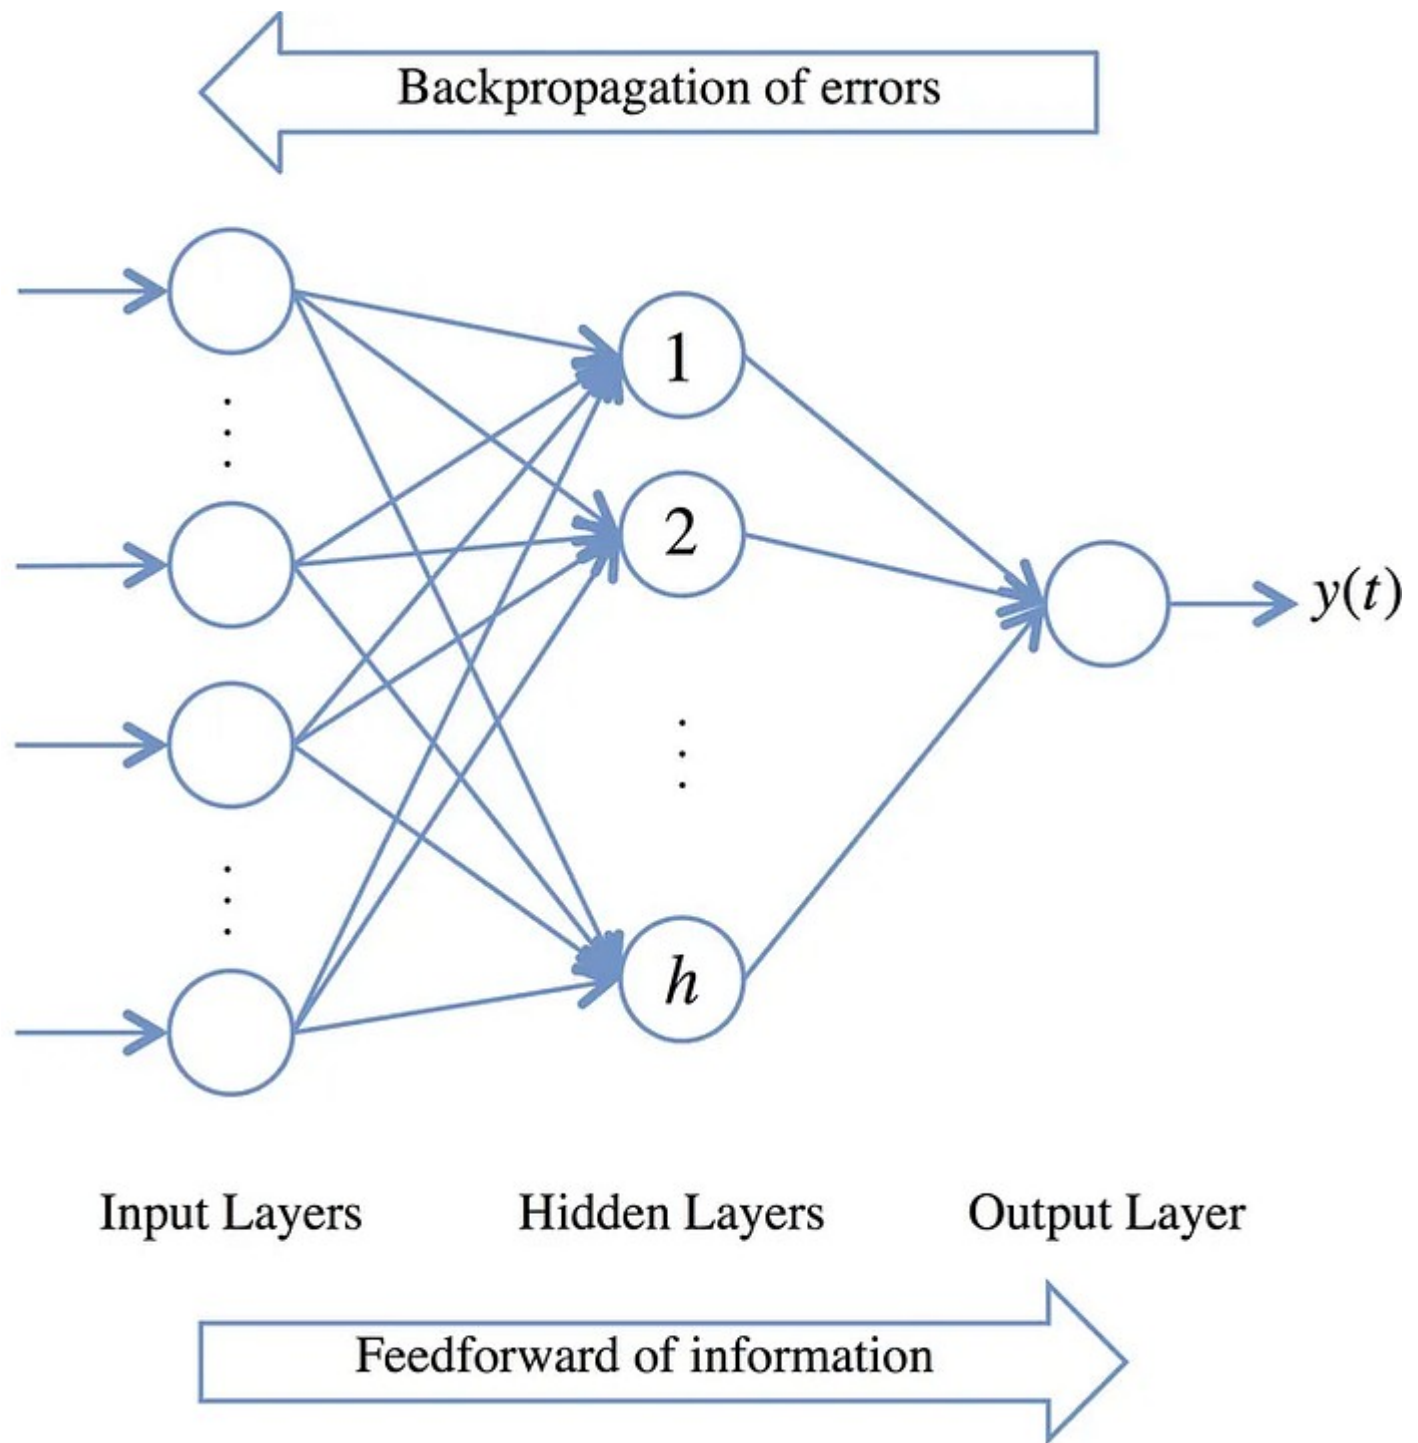 Backpropagation of errors
1
2
y(t)
h
Input Layers Hidden Layers Output Layer
Feedforward of information